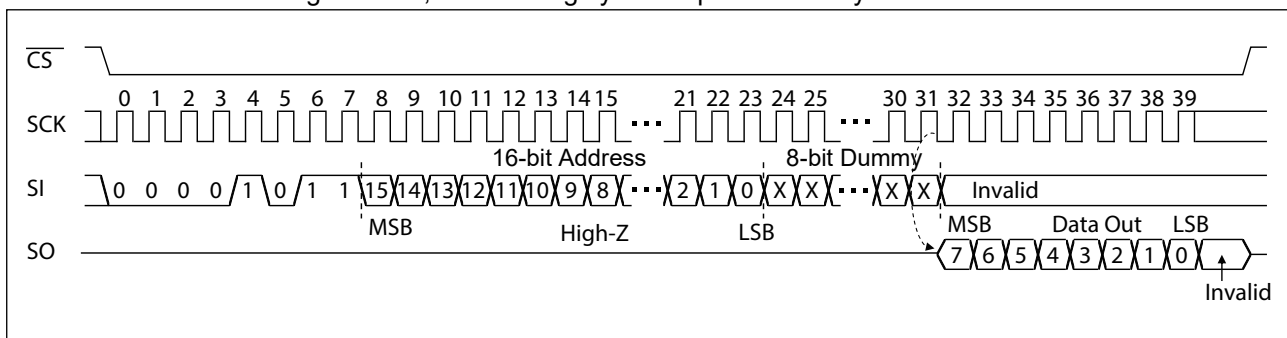 CS
0 1 2 3 4 5 6 7 8 9 10 11 12 13 14 15 21 22 23 24 25 30 31 32 33 34 35 36 37 38 39
SCK
16-bit Address 8-bit Dummy
SI 0 0 0 0 1 0 1 1 15 14 13 12 11 10 9 8 2 1 0 X X X X Invalid
MSB High-Z LSB MSB Data Out LSB
SO 7 6 5 4 3 2 1 0
Invalid